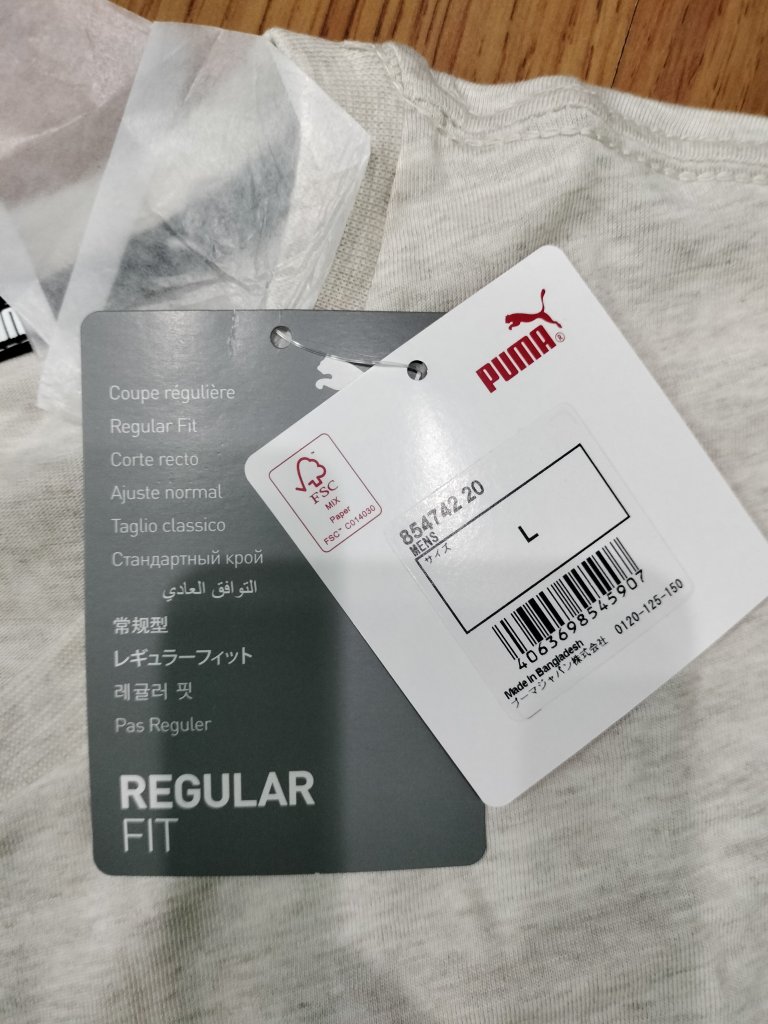 Coupe régulière
Regular Fit
Corte recto
Ajuste normal
Taglio classico
Стандартный крой
التوافق العادي
常规型
レギュラーフィット
레귤러 핏
Pas Reguler
REGULAR
FIT
PUMA®
FSC
MIX
Paper
FSC™ C014030
854742 20
MENS
サイズ
L
4063698545907
Made in Bangladesh
プーマジャパン株式会社 0120-125-150